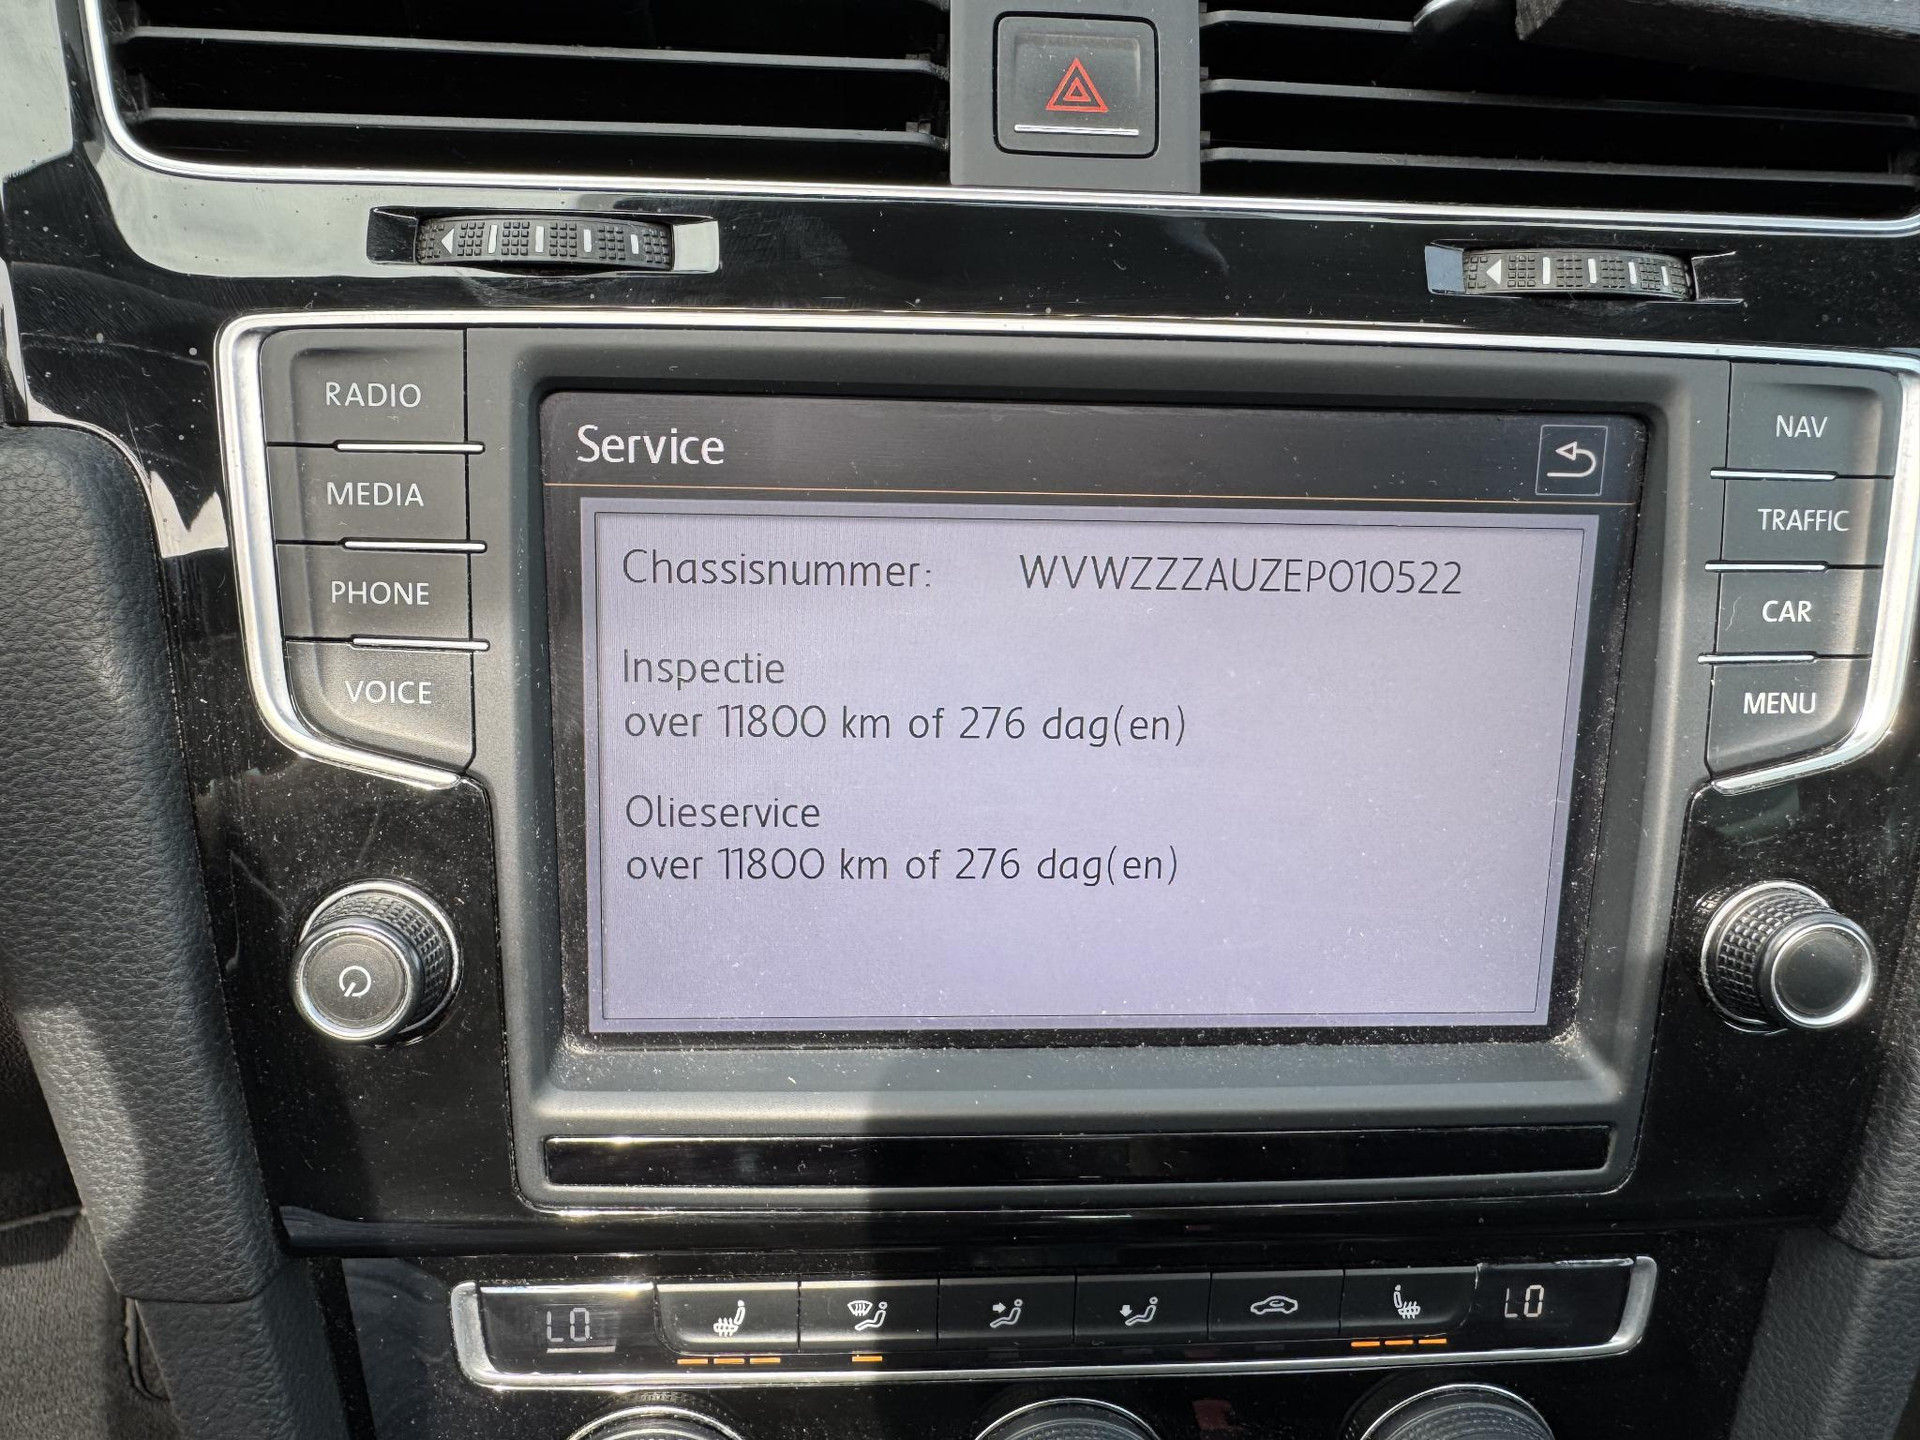 RADIO
MEDIA
PHONE
VOICE
Service
Chassisnummer: WVWZZZAUZEP010522
Inspectie
over 11800 km of 276 dag(en)
Olieservice
over 11800 km of 276 dag(en)
NAV
TRAFFIC
CAR
MENU
LO LO